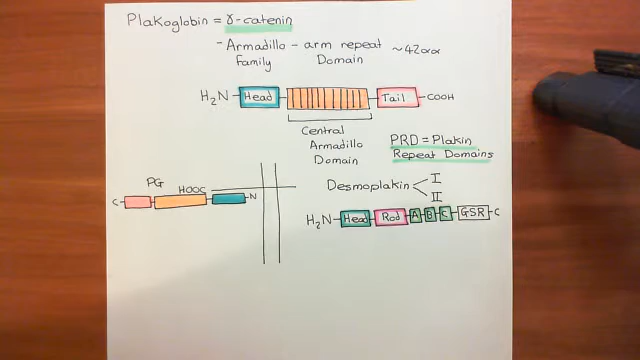 Plakoglobin = γ-catenin
- Armadillo - arm repeat ~42aa
Family Domain
H₂N Head Tail COOH
Central
Armadillo
Domain
PRD = Plakin
Repeat Domains
PG
HOOC
C N
Desmoplakin I
II
H₂N Head Rod A B C GSR C